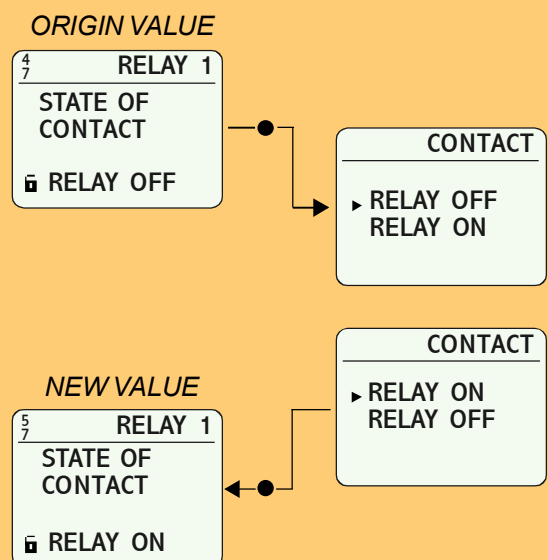 ORIGIN VALUE
4/7 RELAY 1
STATE OF
CONTACT
RELAY OFF
CONTACT
RELAY OFF
RELAY ON
CONTACT
RELAY ON
RELAY OFF
NEW VALUE
5/7 RELAY 1
STATE OF
CONTACT
RELAY ON